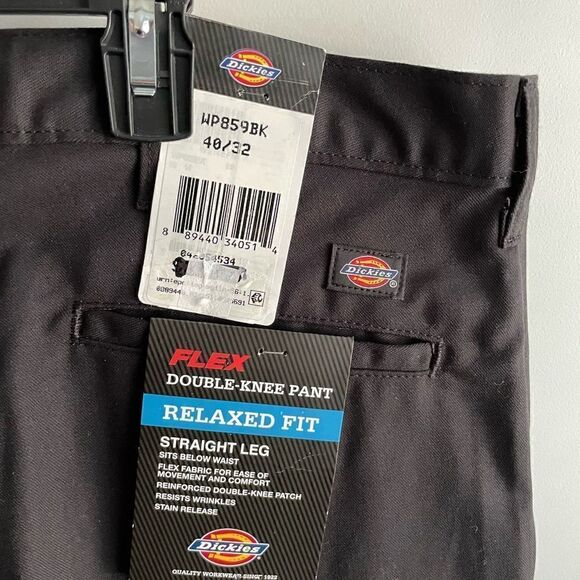 Dickies
WP859BK
40/32
8 89440 34051 4
Dickies
FLEX
DOUBLE-KNEE PANT
RELAXED FIT
STRAIGHT LEG
SITS BELOW WAIST
FLEX FABRIC FOR EASE OF
MOVEMENT AND COMFORT
REINFORCED DOUBLE-KNEE PATCH
RESISTS WRINKLES
STAIN RELEASE
Dickies
QUALITY WORKWEAR SINCE 1922